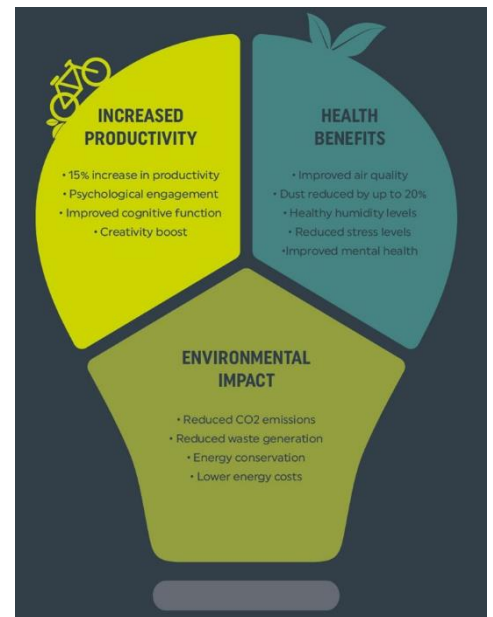 INCREASED
PRODUCTIVITY
• 15% increase in productivity
• Psychological engagement
• Improved cognitive function
• Creativity boost
HEALTH
BENEFITS
• Improved air quality
• Dust reduced by up to 20%
• Healthy humidity levels
• Reduced stress levels
•Improved mental health
ENVIRONMENTAL
IMPACT
• Reduced CO2 emissions
• Reduced waste generation
• Energy conservation
• Lower energy costs